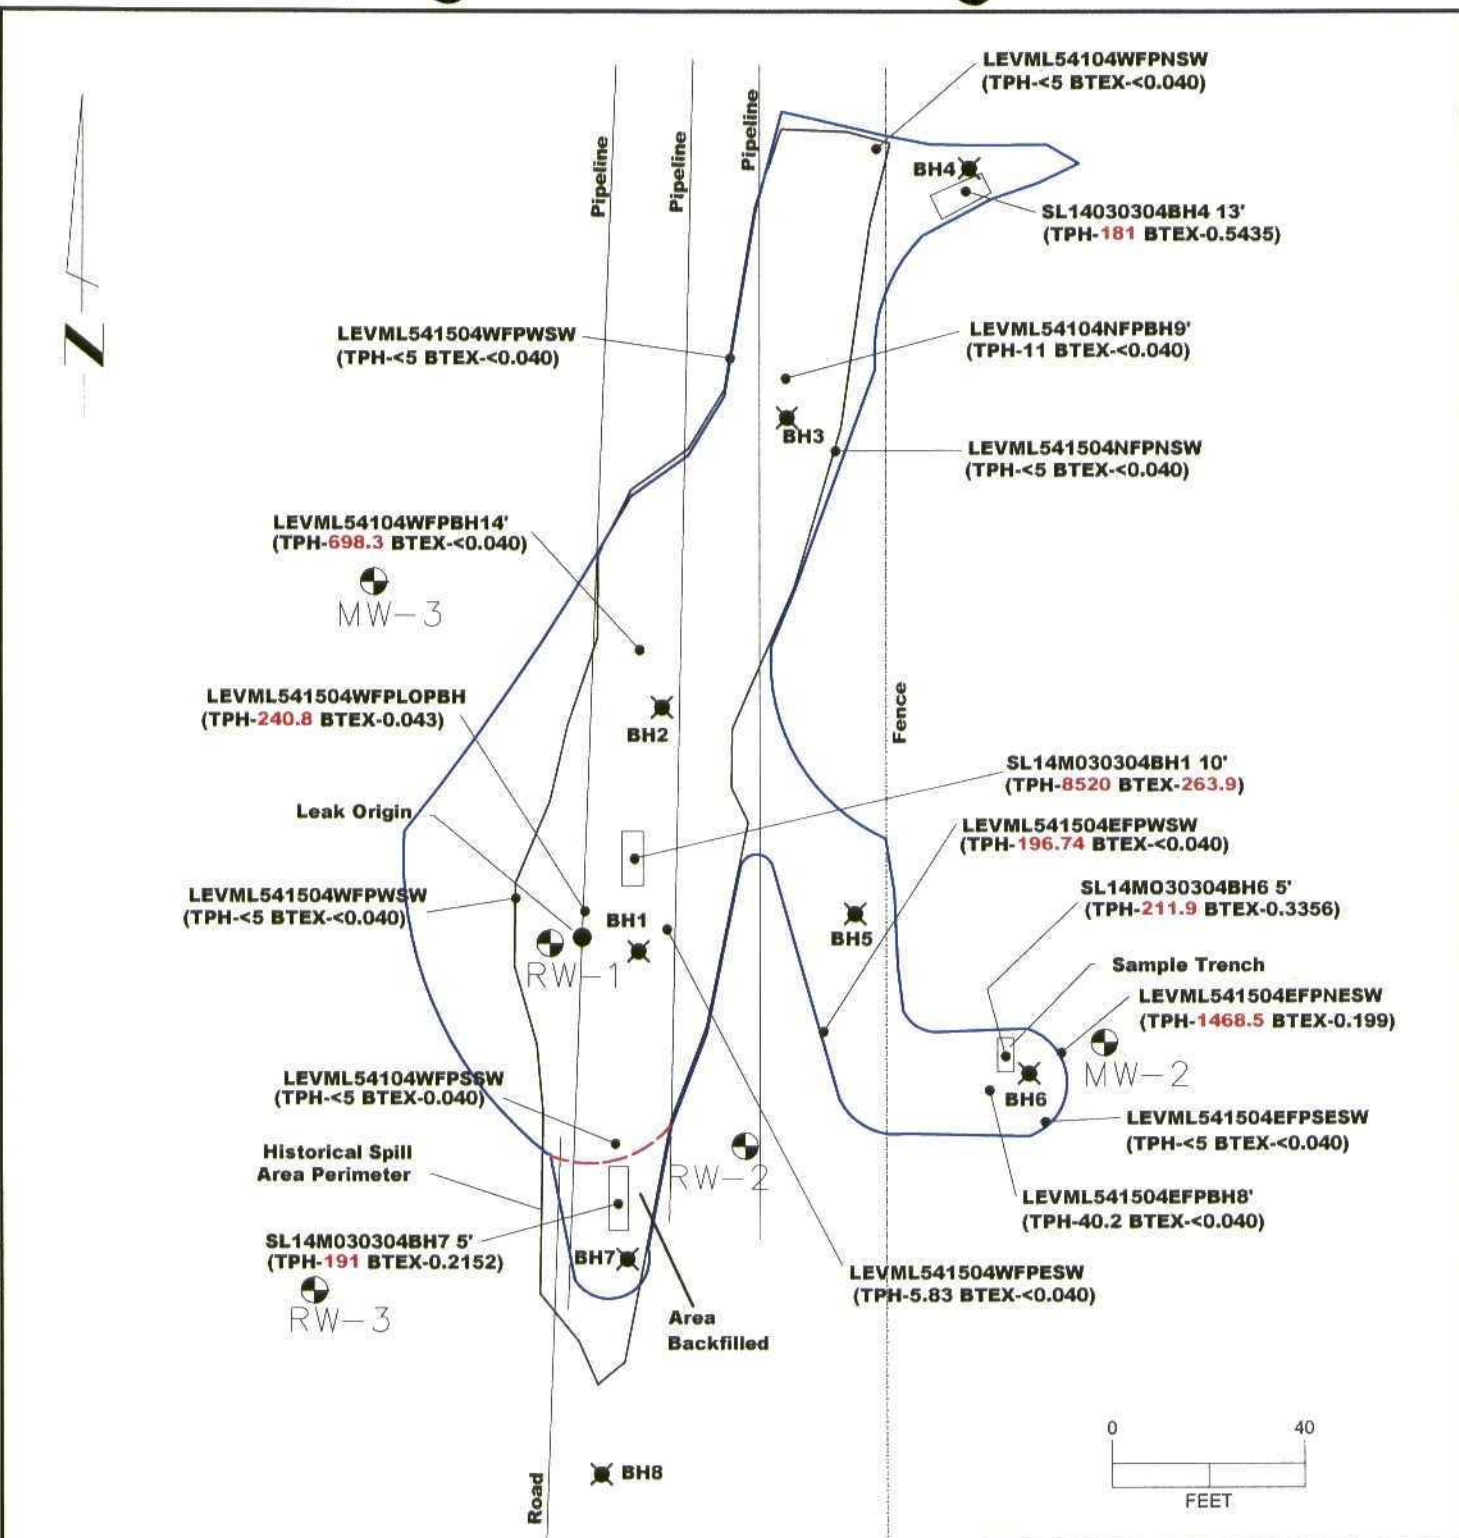 LEVML54104WFPNSW
(TPH-<5 BTEX-<0.040)
Pipeline
Pipeline
Pipeline
BH4
SL14030304BH4 13'
(TPH-181 BTEX-0.5435)
N
LEVML541504WFPWSW
(TPH-<5 BTEX-<0.040)
LEVML54104NFPBH9'
(TPH-11 BTEX-<0.040)
BH3
LEVML541504NFPNSW
(TPH-<5 BTEX-<0.040)
LEVML54104WFPBH14'
(TPH-698.3 BTEX-<0.040)
MW-3
LEVML541504WFPLOPBH
(TPH-240.8 BTEX-0.043)
Fence
BH2
SL14M030304BH1 10'
(TPH-8520 BTEX-263.9)
Leak Origin
LEVML541504EFPWSW
(TPH-196.74 BTEX-<0.040)
LEVML541504WFPWSW
(TPH-<5 BTEX-<0.040)
SL14MO30304BH6 5'
(TPH-211.9 BTEX-0.3356)
BH1
BH5
RW-1
Sample Trench
LEVML541504EFPNESW
(TPH-1468.5 BTEX-0.199)
MW-2
LEVML54104WFPSSW
(TPH-<5 BTEX-0.040)
BH6
LEVML541504EFPSESW
(TPH-<5 BTEX-<0.040)
Historical Spill
Area Perimeter
RW-2
LEVML541504EFPBH8'
(TPH-40.2 BTEX-<0.040)
SL14M030304BH7 5'
(TPH-191 BTEX-0.2152)
BH7
LEVML541504WFPESW
(TPH-5.83 BTEX-<0.040)
RW-3
Area
Backfilled
0 40
FEET
Road
BH8